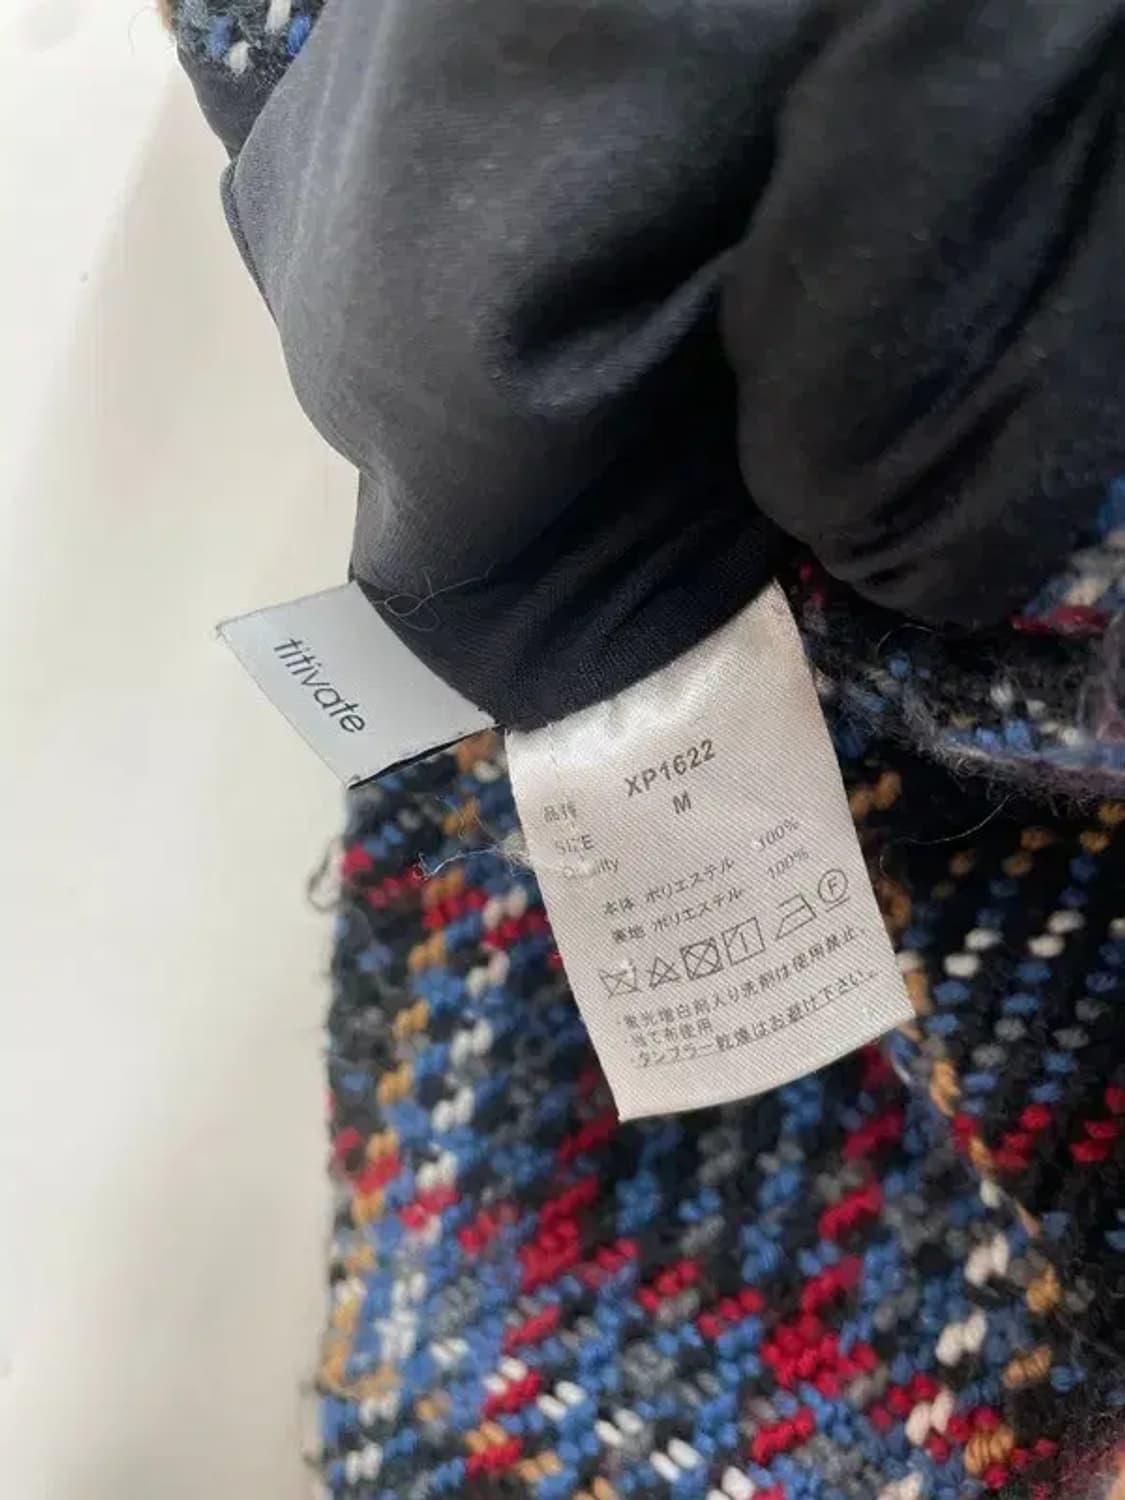 titivate
XP1622
品番
M
SIZE
Quality
本体 ポリエステル 100%
裏地 ポリエステル 100%
F
・蛍光増白剤入り洗剤は使用禁止。
・当て布使用
・タンブラー乾燥はお避け下さい。